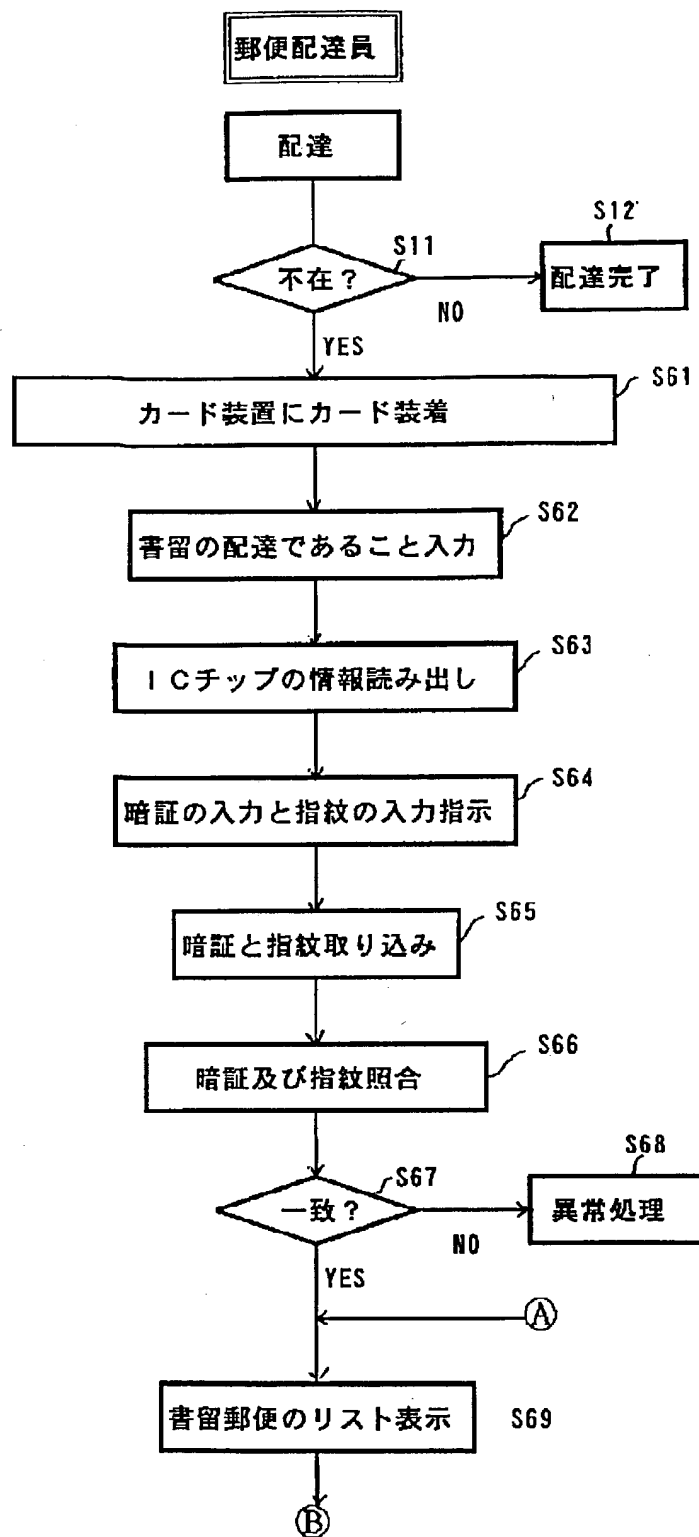 郵便配達員
配達
S11
S12
不在?
配達完了
NO
YES
S61
カード装置にカード装着
S62
書留の配達であること入力
S63
ICチップの情報読み出し
S64
暗証の入力と指紋の入力指示
S65
暗証と指紋取り込み
S66
暗証及び指紋照合
S67
S68
一致?
異常処理
NO
YES
Ⓐ
書留郵便のリスト表示
S69
Ⓑ